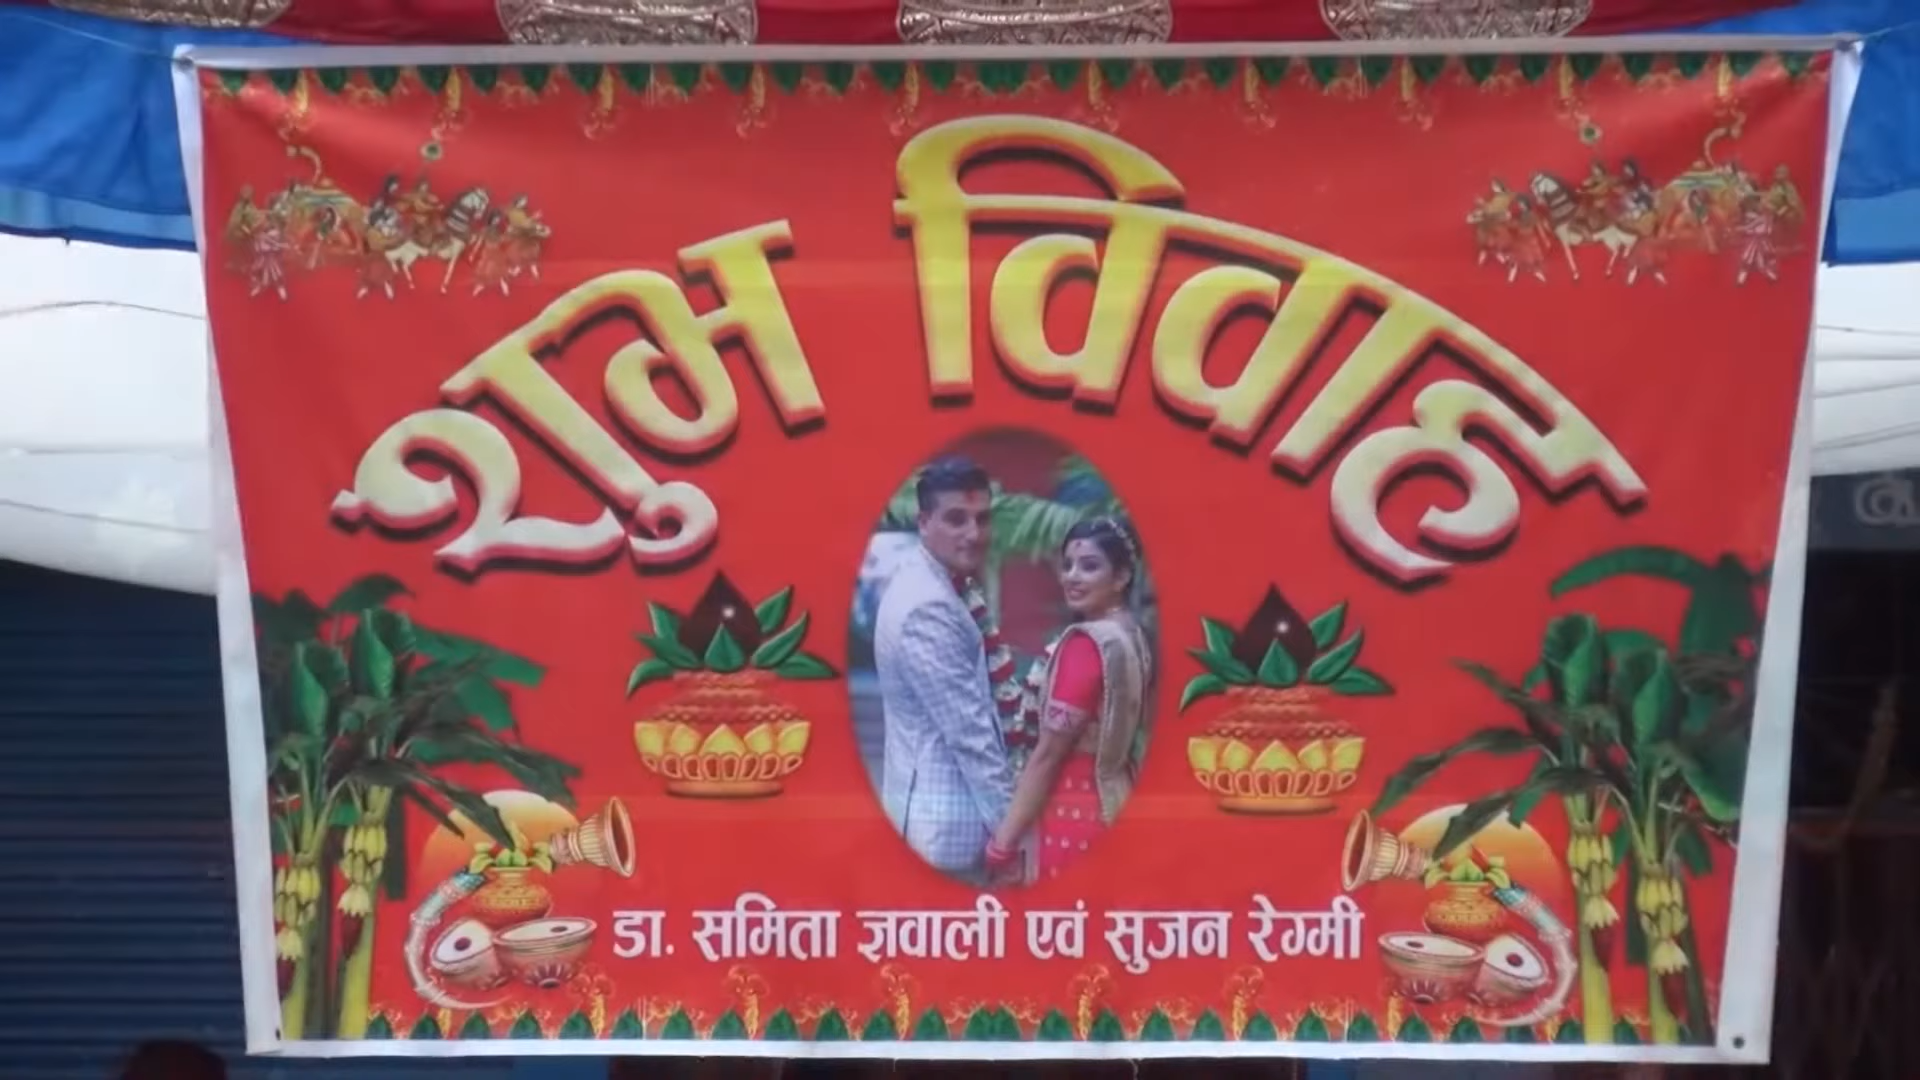 शुभ विवाह
डा. समिता ज्ञवाली एवं सुजन रेग्मी